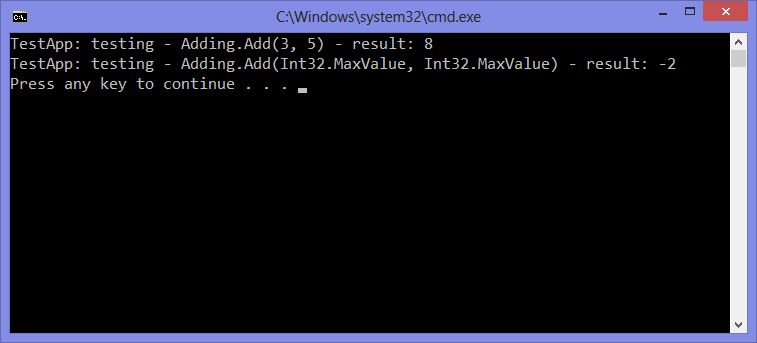 C:\Windows\system32\cmd.exe
TestApp: testing - Adding.Add(3, 5) - result: 8
TestApp: testing - Adding.Add(Int32.MaxValue, Int32.MaxValue) - result: -2
Press any key to continue . . .